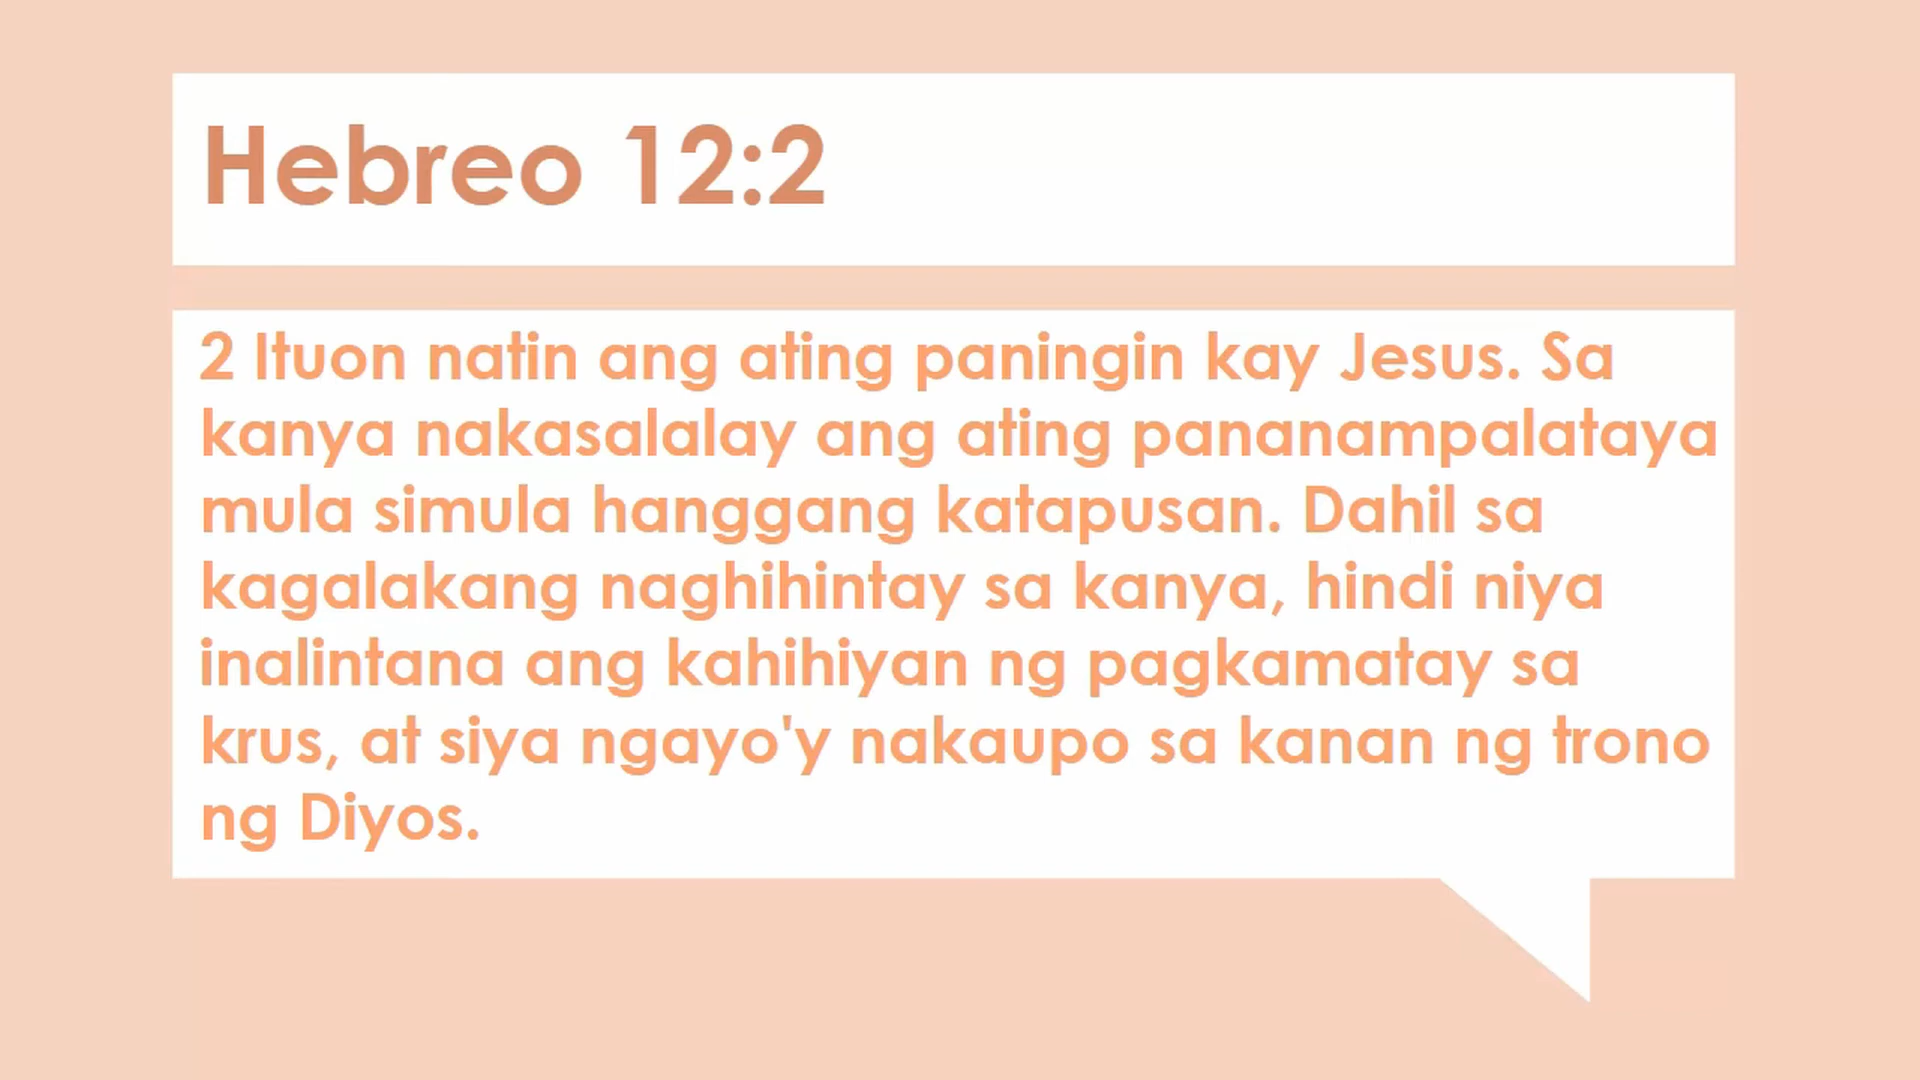 Hebreo 12:2
2 Ituon natin ang ating paningin kay Jesus. Sa
kanya nakasalalay ang ating pananampalataya
mula simula hanggang katapusan. Dahil sa
kagalakang naghihintay sa kanya, hindi niya
inalintana ang kahihiyan ng pagkamatay sa
krus, at siya ngayo'y nakaupo sa kanan ng trono
ng Diyos.